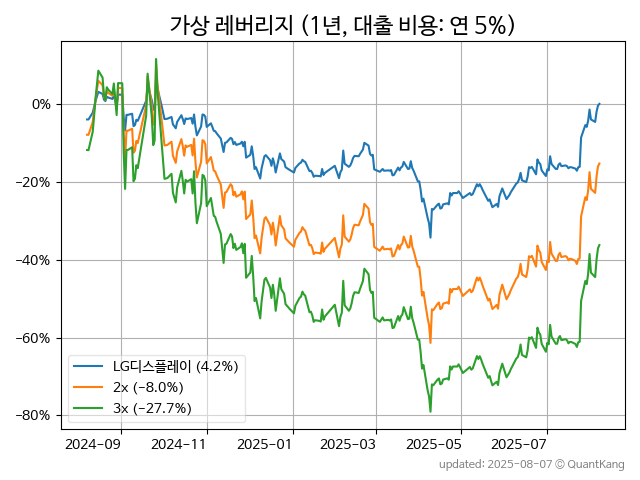 가상 레버리지 (1년, 대출 비용: 연 5%)
0%
−20%
−40%
−60%
−80%
LG디스플레이 (4.2%)
2x (−8.0%)
3x (−27.7%)
2024-09
2024-11
2025-01
2025-03
2025-05
2025-07
updated: 2025-08-07 © QuantKang